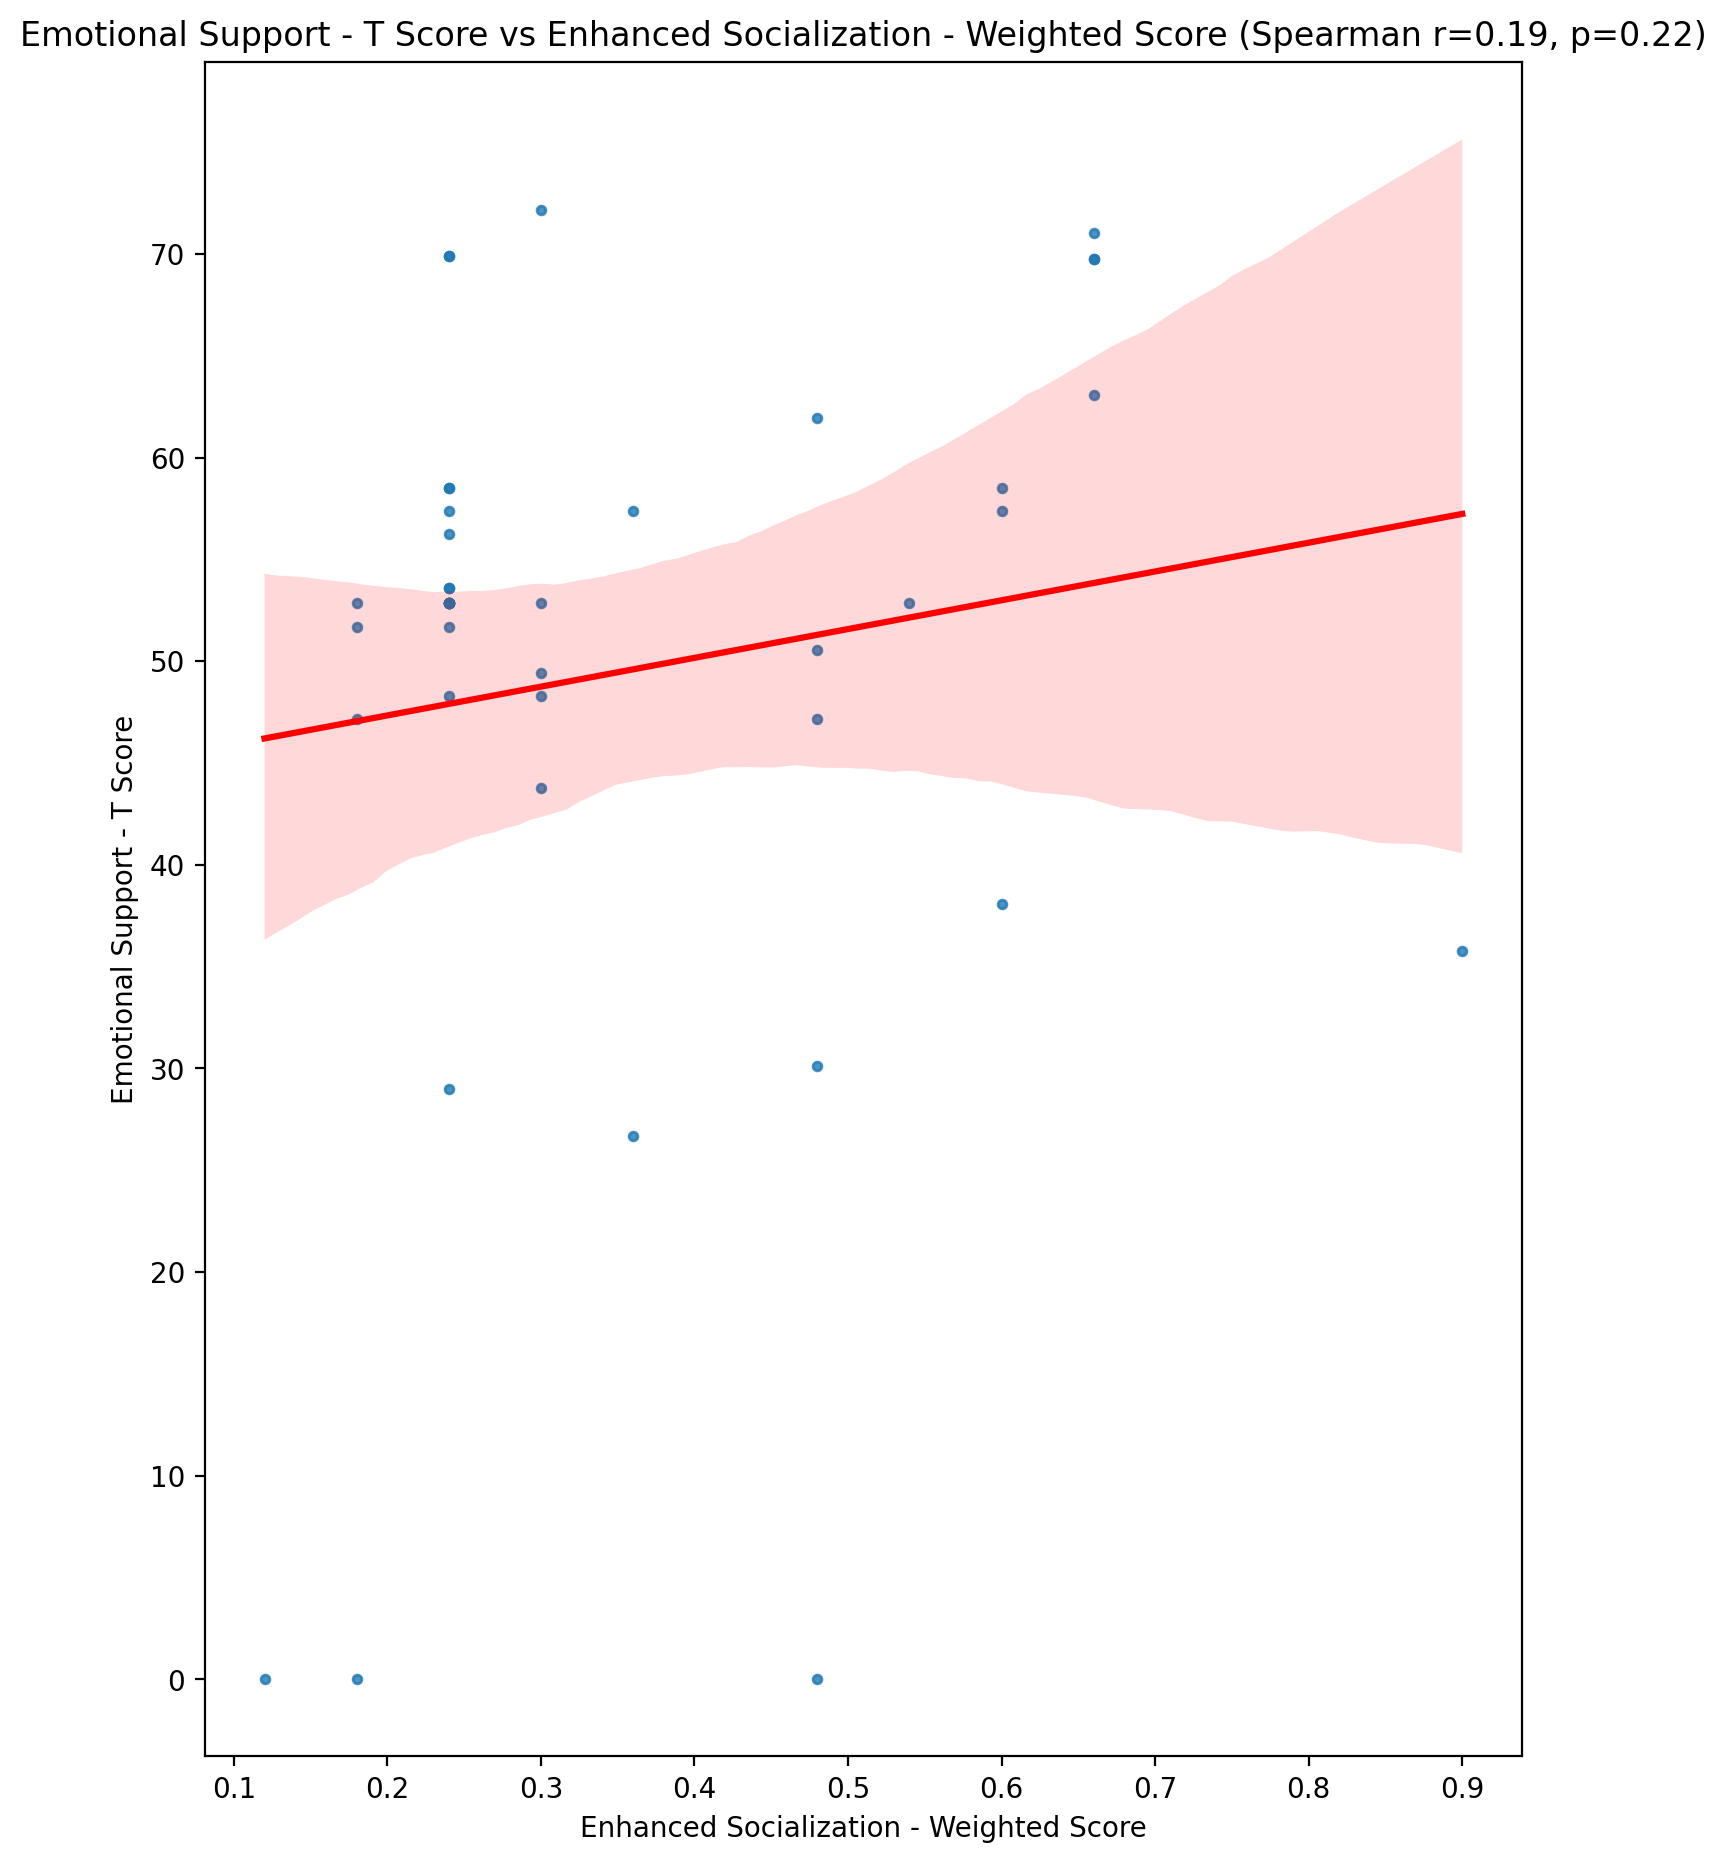 Emotional Support - T Score vs Enhanced Socialization - Weighted Score (Spearman r=0.19, p=0.22)
Emotional Support - T Score
70
60
50
40
30
20
10
0
0.1 0.2 0.3 0.4 0.5 0.6 0.7 0.8 0.9
Enhanced Socialization - Weighted Score